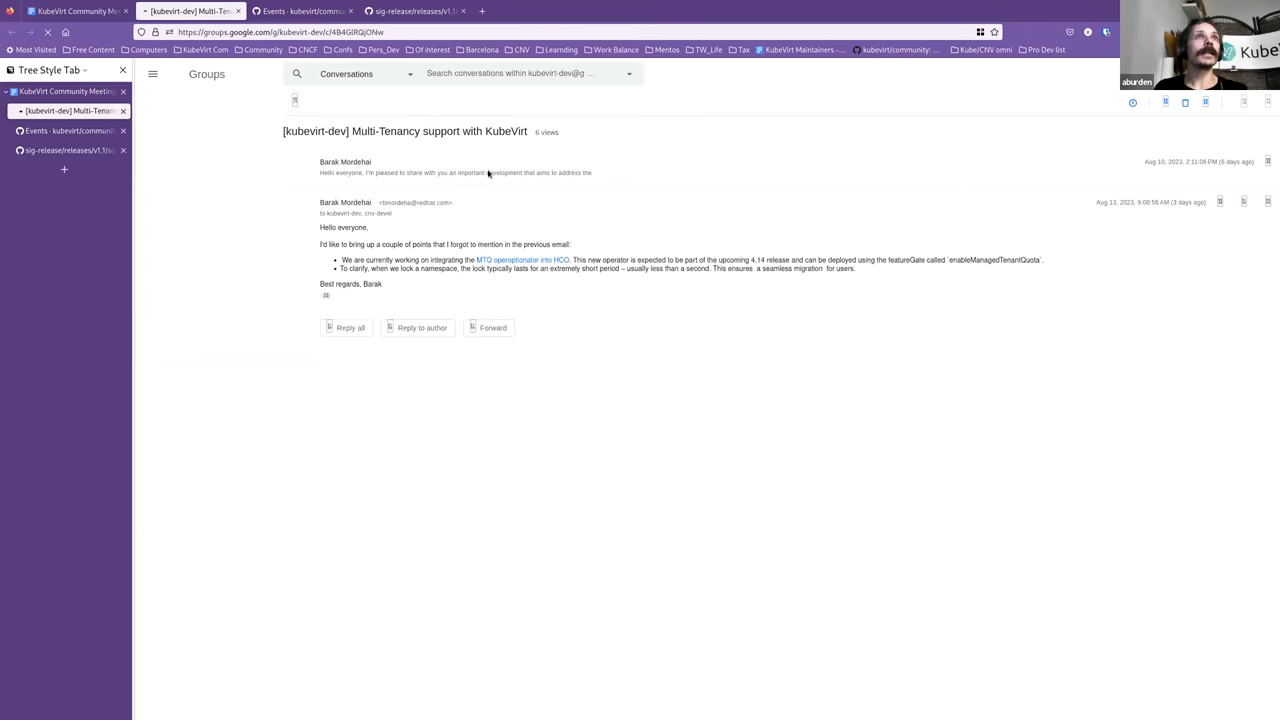 KubeVirt Community Me
[kubevirt-dev] Multi-Ten
Events · kubevirt/commu
sig-release/releases/v1.1/
https://groups.google.com/g/kubevirt-dev/c/4B4GlRQjONw
Most Visited
Free Content
Computers
KubeVirt Com
Community
CNCF
Confs
Pers_Dev
Of interest
Barcelona
CNV
Learnding
Work Balance
Mentos
TW_Life
Tax
KubeVirt Maintainers -…
kubevirt/community: …
Kube/CNV omni
Pro Dev list
Kube
aburden
Tree Style Tab
KubeVirt Community Meeting
[kubevirt-dev] Multi-Tenan
Events · kubevirt/communi
sig-release/releases/v1.1/sc
Groups
Conversations
Search conversations within kubevirt-dev@g …
[kubevirt-dev] Multi-Tenancy support with KubeVirt
6 views
Barak Mordehai
Aug 10, 2023, 2:11:06 PM (6 days ago)
Hello everyone, I'm pleased to share with you an important development that aims to address the
Barak Mordehai
<bmordeha@redhat.com>
Aug 13, 2023, 9:08:56 AM (3 days ago)
to kubevirt-dev, cnv-devel
Hello everyone,
I'd like to bring up a couple of points that I forgot to mention in the previous email:
• We are currently working on integrating the MTQ operoptionator into HCO. This new operator is expected to be part of the upcoming 4.14 release and can be deployed using the featureGate called `enableManagedTenantQuota`.
• To clarify, when we lock a namespace, the lock typically lasts for an extremely short period – usually less than a second. This ensures a seamless migration for users.
Best regards, Barak
Reply all
Reply to author
Forward